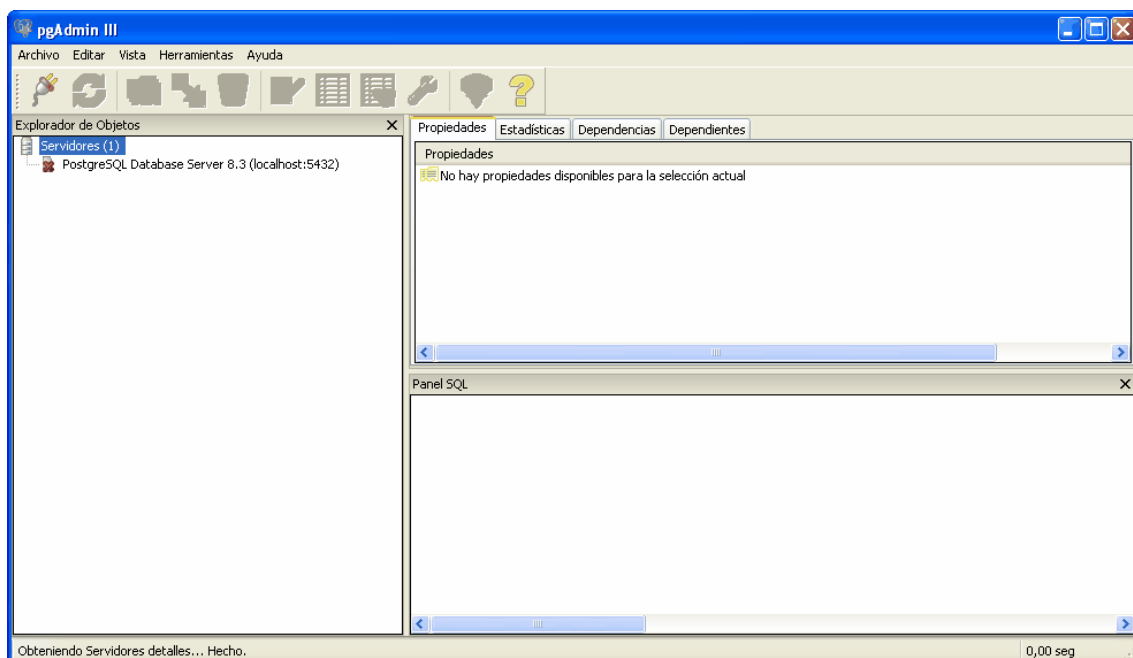 pgAdmin III
Archivo Editar Vista Herramientas Ayuda
Explorador de Objetos
Servidores (1)
PostgreSQL Database Server 8.3 (localhost:5432)
Propiedades Estadísticas Dependencias Dependientes
Propiedades
No hay propiedades disponibles para la selección actual
Panel SQL
Obteniendo Servidores detalles... Hecho.
0,00 seg